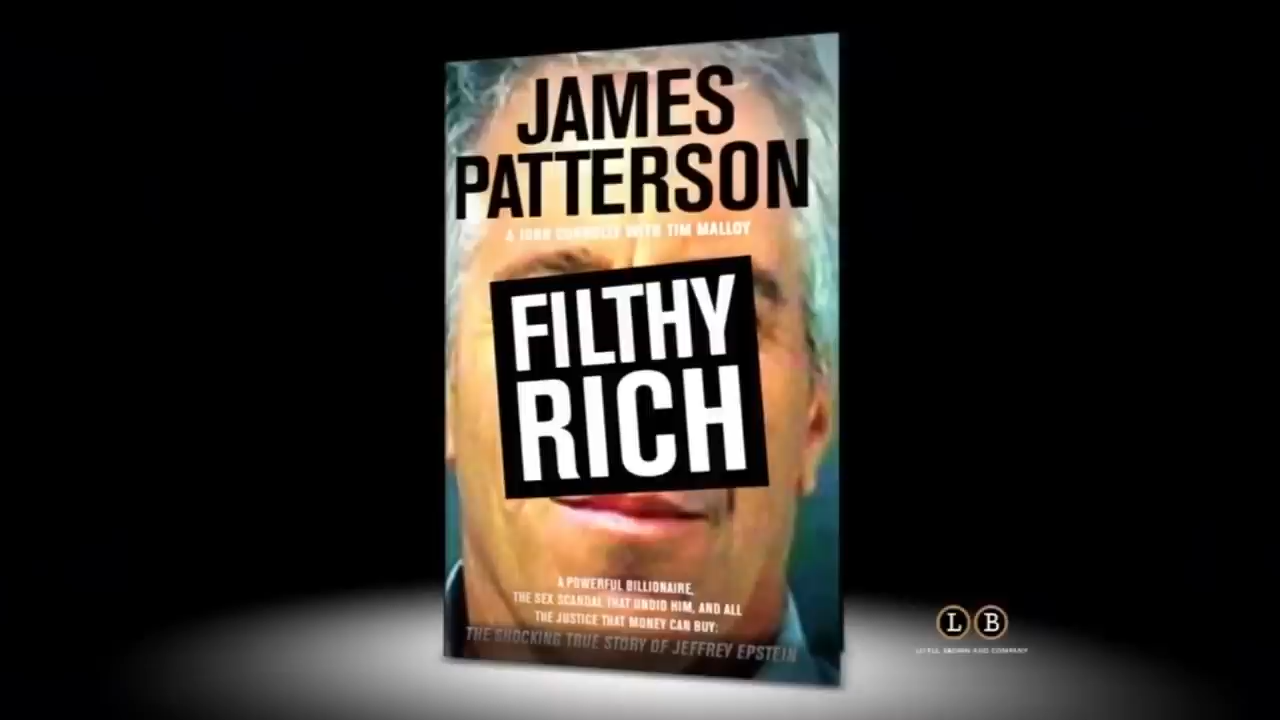 JAMES
PATTERSON
& JOHN CONNOLLY WITH TIM MALLOY
FILTHY
RICH
A POWERFUL BILLIONAIRE,
THE SEX SCANDAL THAT UNDID HIM, AND ALL
THE JUSTICE THAT MONEY CAN BUY:
THE SHOCKING TRUE STORY OF JEFFREY EPSTEIN
L B
LITTLE, BROWN AND COMPANY